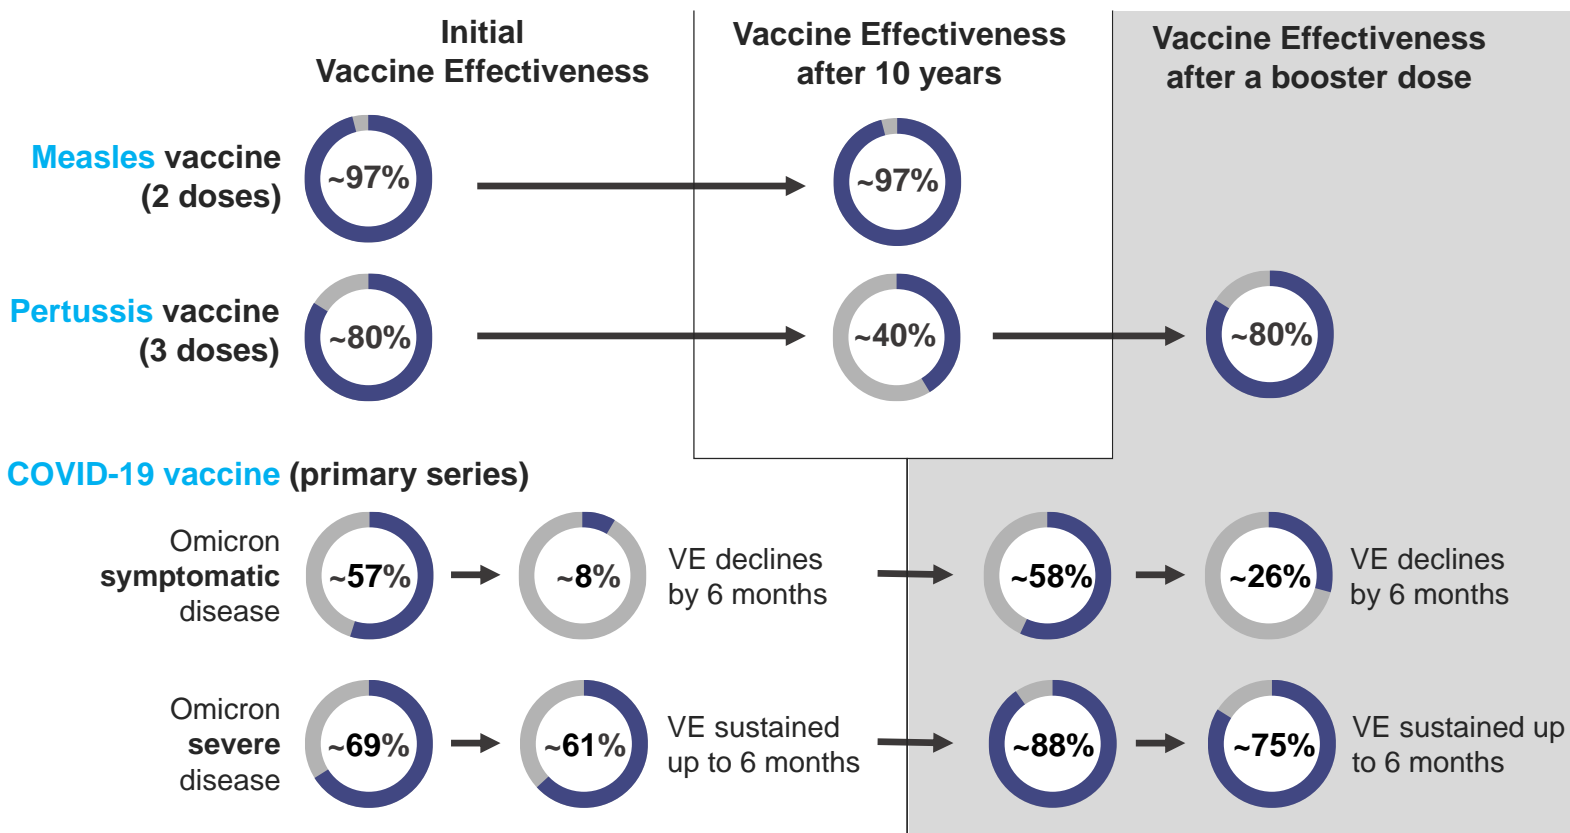 Initial
Vaccine Effectiveness
Vaccine Effectiveness
after 10 years
Vaccine Effectiveness
after a booster dose
Measles vaccine
(2 doses)
~97%
~97%
Pertussis vaccine
(3 doses)
~80%
~40%
~80%
COVID-19 vaccine (primary series)
Omicron
symptomatic
disease
~57%
~8%
VE declines
by 6 months
~58%
~26%
VE declines
by 6 months
Omicron
severe
disease
~69%
~61%
VE sustained
up to 6 months
~88%
~75%
VE sustained up
to 6 months